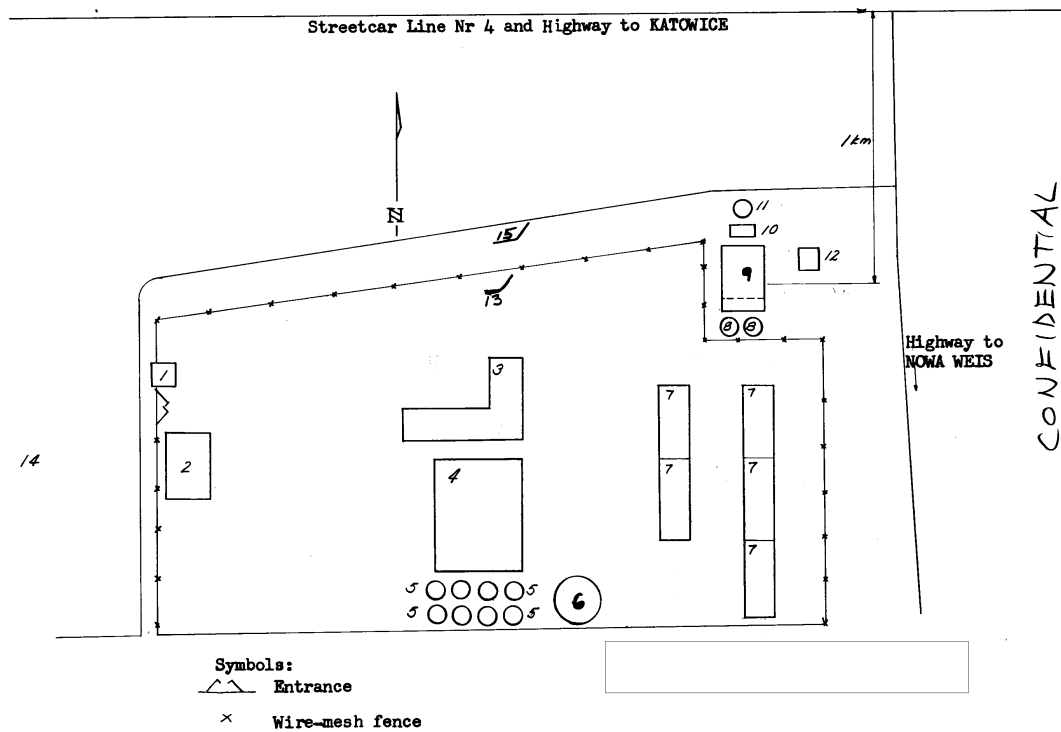 Streetcar Line Nr 4 and Highway to KATOWICE
1 km
CONFIDENTIAL
N
11
15
10
12
9
13
8 8
Highway to
NOWA WEIS
1
3
7 7
14
2
4
7 7
7
5 5
6
5 5
Symbols:
Entrance
Wire-mesh fence